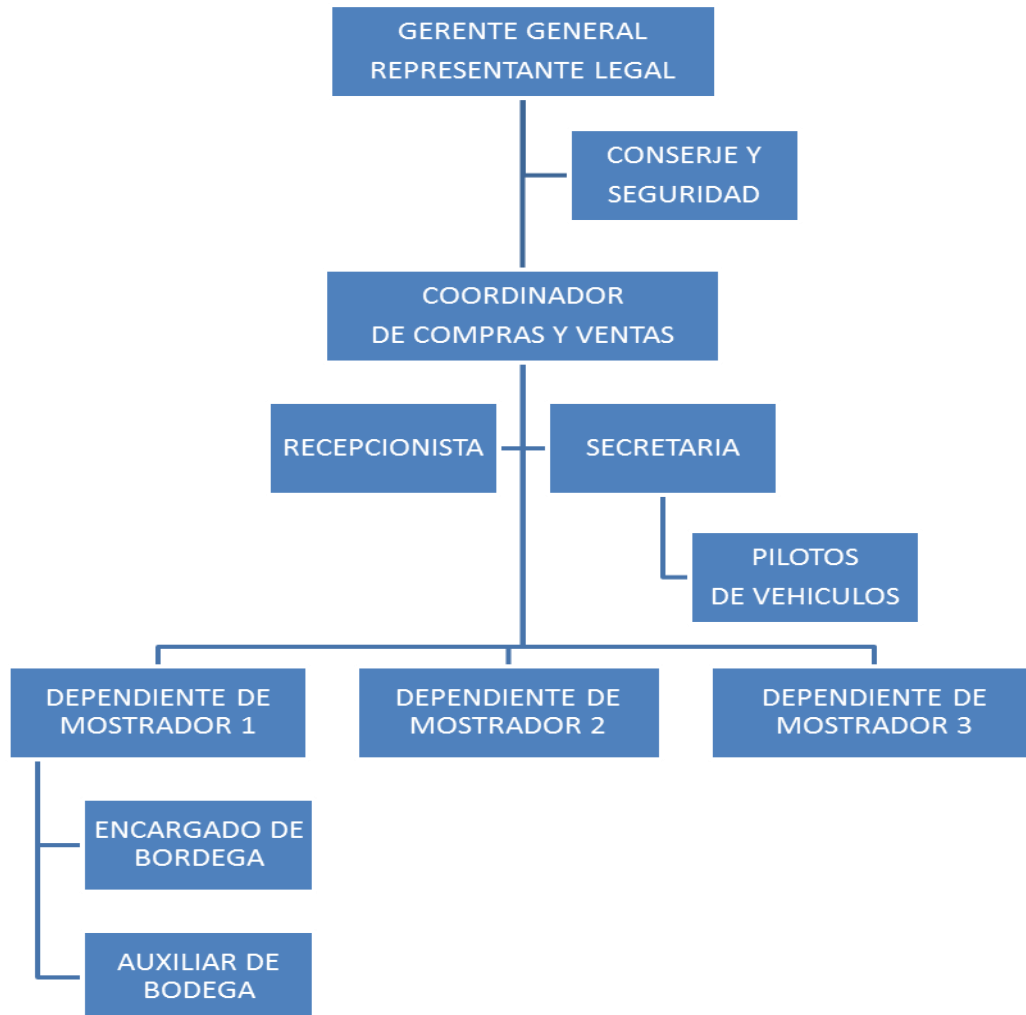 GERENTE GENERAL
REPRESENTANTE LEGAL
CONSERJE Y
SEGURIDAD
COORDINADOR
DE COMPRAS Y VENTAS
RECEPCIONISTA
SECRETARIA
PILOTOS
DE VEHICULOS
DEPENDIENTE DE
MOSTRADOR 1
DEPENDIENTE DE
MOSTRADOR 2
DEPENDIENTE DE
MOSTRADOR 3
ENCARGADO DE
BORDEGA
AUXILIAR DE
BODEGA